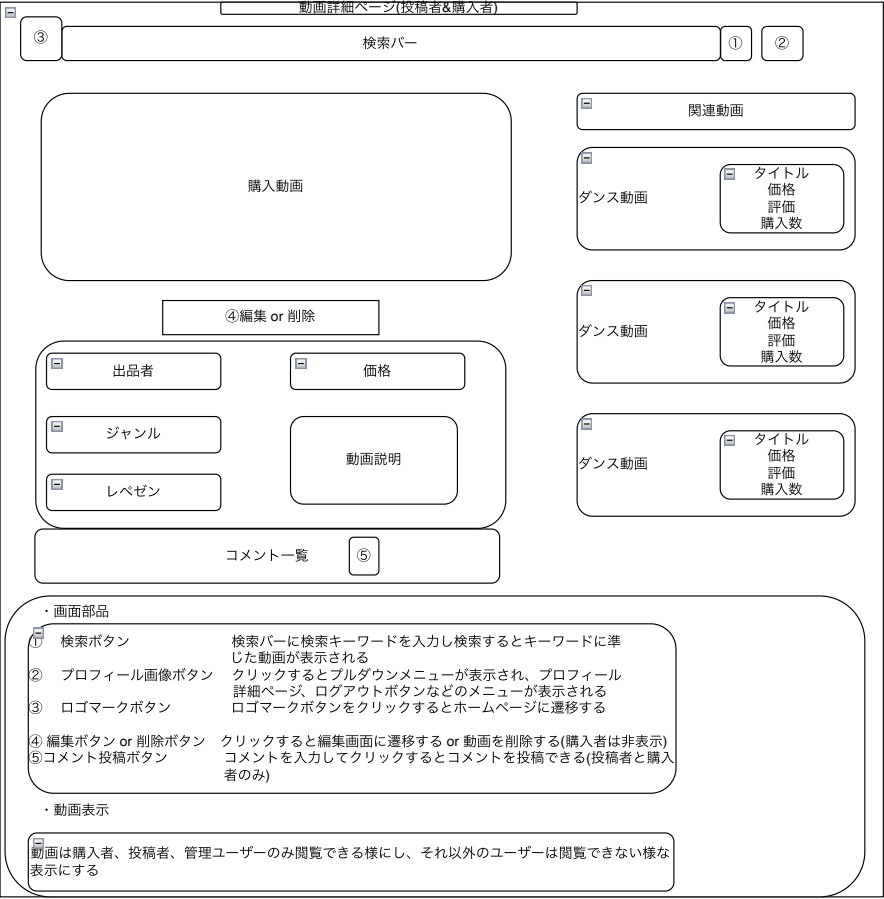 動画詳細ページ(投稿者&購入者)
③
検索バー
①
②
購入動画
関連動画
ダンス動画
タイトル
価格
評価
購入数
④編集 or 削除
ダンス動画
タイトル
価格
評価
購入数
出品者
価格
ジャンル
動画説明
レペゼン
ダンス動画
タイトル
価格
評価
購入数
コメント一覧
⑤
・画面部品
① 検索ボタン 検索バーに検索キーワードを入力し検索するとキーワードに準
じた動画が表示される
② プロフィール画像ボタン クリックするとプルダウンメニューが表示され、プロフィール
詳細ページ、ログアウトボタンなどのメニューが表示される
③ ロゴマークボタン ロゴマークボタンをクリックするとホームページに遷移する
④ 編集ボタン or 削除ボタン クリックすると編集画面に遷移する or 動画を削除する(購入者は非表示)
⑤コメント投稿ボタン コメントを入力してクリックするとコメントを投稿できる(投稿者と購入
者のみ)
・動画表示
動画は購入者、投稿者、管理ユーザーのみ閲覧できる様にし、それ以外のユーザーは閲覧できない様な
表示にする